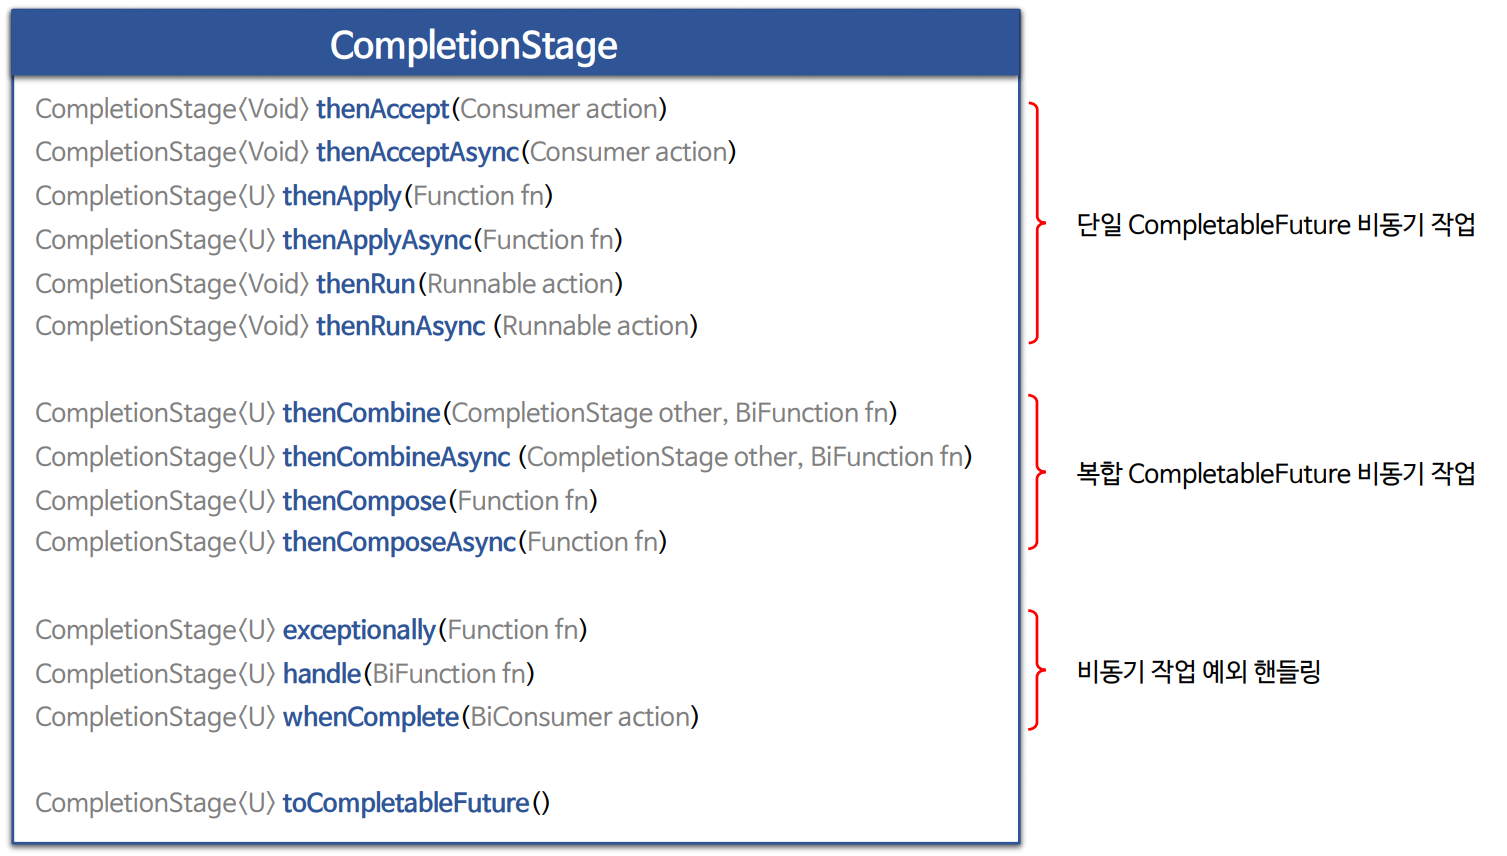 CompletionStage
CompletionStage〈Void〉 thenAccept(Consumer action)
CompletionStage〈Void〉 thenAcceptAsync(Consumer action)
CompletionStage〈U〉 thenApply(Function fn)
CompletionStage〈U〉 thenApplyAsync(Function fn)
CompletionStage〈Void〉 thenRun(Runnable action)
CompletionStage〈Void〉 thenRunAsync (Runnable action)
단일 CompletableFuture 비동기 작업
CompletionStage〈U〉 thenCombine(CompletionStage other, BiFunction fn)
CompletionStage〈U〉 thenCombineAsync (CompletionStage other, BiFunction fn)
CompletionStage〈U〉 thenCompose(Function fn)
CompletionStage〈U〉 thenComposeAsync(Function fn)
복합 CompletableFuture 비동기 작업
CompletionStage〈U〉 exceptionally(Function fn)
CompletionStage〈U〉 handle(BiFunction fn)
CompletionStage〈U〉 whenComplete(BiConsumer action)
비동기 작업 예외 핸들링
CompletionStage〈U〉 toCompletableFuture()